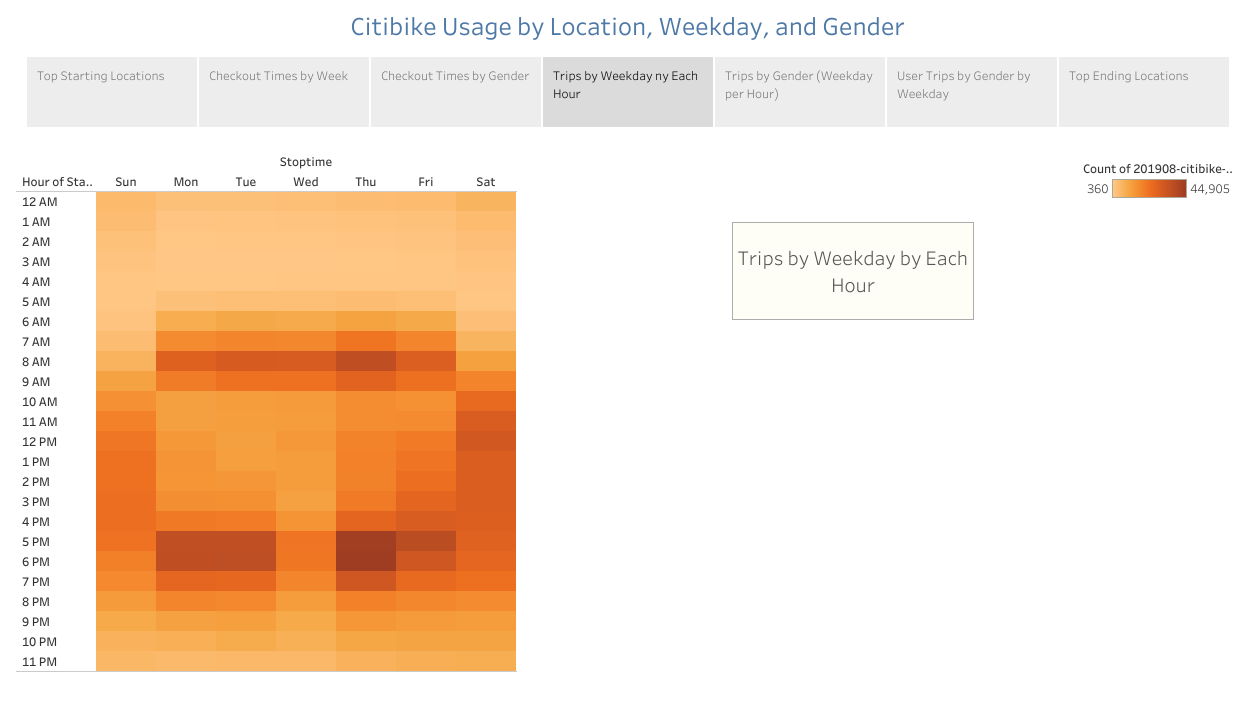 Citibike Usage by Location, Weekday, and Gender
Top Starting Locations
Checkout Times by Week
Checkout Times by Gender
Trips by Weekday ny Each
Hour
Trips by Gender (Weekday
per Hour)
User Trips by Gender by
Weekday
Top Ending Locations
Stoptime
Hour of Sta.. Sun Mon Tue Wed Thu Fri Sat
12 AM
1 AM
2 AM
3 AM
4 AM
5 AM
6 AM
7 AM
8 AM
9 AM
10 AM
11 AM
12 PM
1 PM
2 PM
3 PM
4 PM
5 PM
6 PM
7 PM
8 PM
9 PM
10 PM
11 PM
Trips by Weekday by Each
Hour
Count of 201908-citibike-..
360 44,905